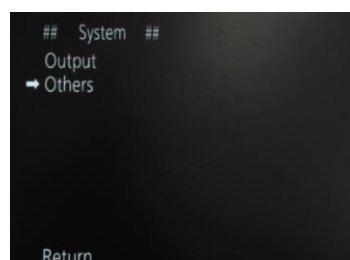 ## System ##
Output
➡ Others
Return